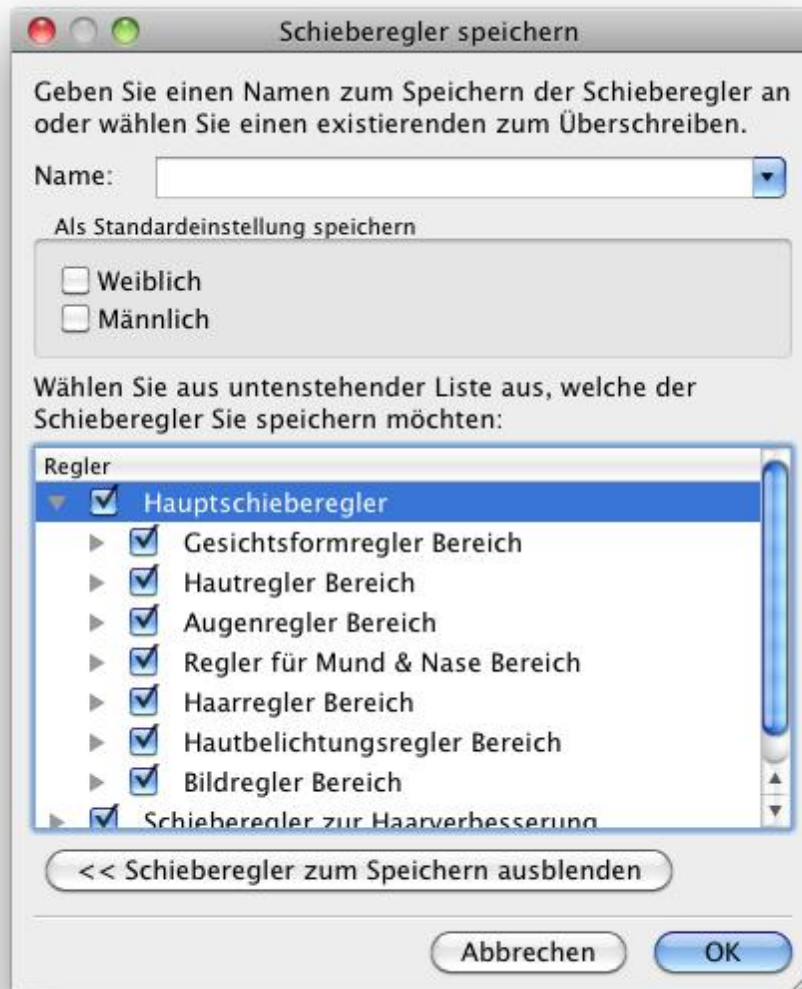 Schieberegler speichern
Geben Sie einen Namen zum Speichern der Schieberegler an
oder wählen Sie einen existierenden zum Überschreiben.
Name:
Als Standardeinstellung speichern
Weiblich
Männlich
Wählen Sie aus untenstehender Liste aus, welche der
Schieberegler Sie speichern möchten:
Regler
Hauptschieberegler
Gesichtsformregler Bereich
Hautregler Bereich
Augenregler Bereich
Regler für Mund & Nase Bereich
Haarregler Bereich
Hautbelichtungsregler Bereich
Bildregler Bereich
Schieberegler zur Haarverbesserung
<< Schieberegler zum Speichern ausblenden
Abbrechen OK